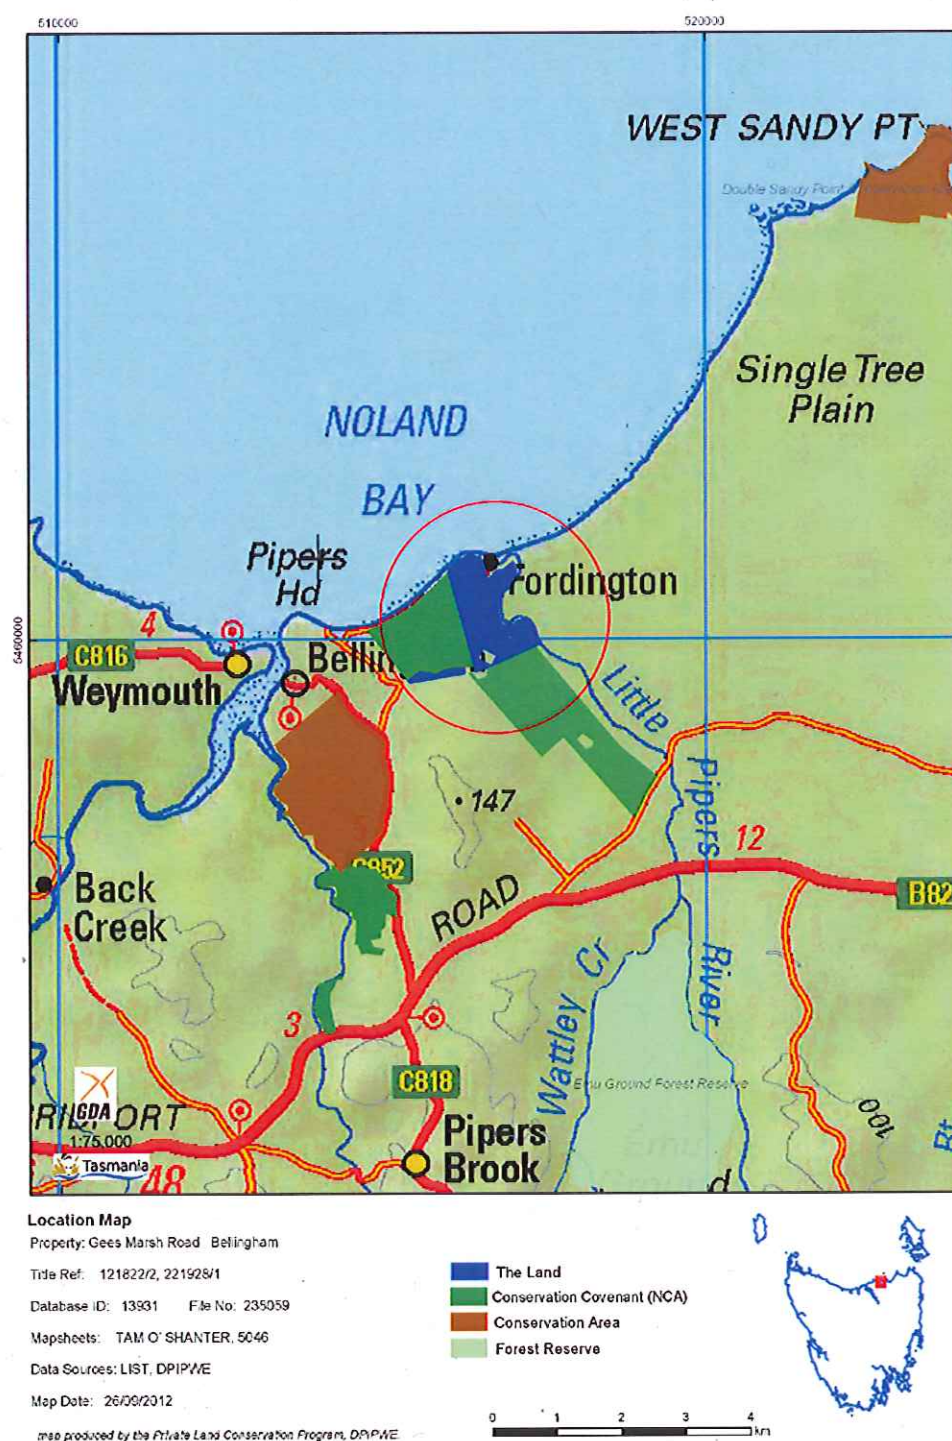 510000
520000
WEST SANDY PT
Double Sandy Point
Single Tree
Plain
NOLAND
BAY
Pipers
Hd
Fordington
5460000
4
C816
Weymouth
Bellin
Little
Pipers
River
147
12
C852
ROAD
B82
Back
Creek
Wattley Cr
3
C818
Emu Ground Forest Reserve
100
GDA
PORT
1:75,000
Tasmania
48
Pipers
Brook
d
Location Map
Property: Gees Marsh Road Bellingham
Title Ref: 121822/2, 221928/1
Database ID: 13931 File No: 235059
Mapsheets: TAM O' SHANTER, 5046
Data Sources: LIST, DPIPWE
Map Date: 26/09/2012
map produced by the Private Land Conservation Program, DPIPWE
The Land
Conservation Covenant (NCA)
Conservation Area
Forest Reserve
0 1 2 3 4
km